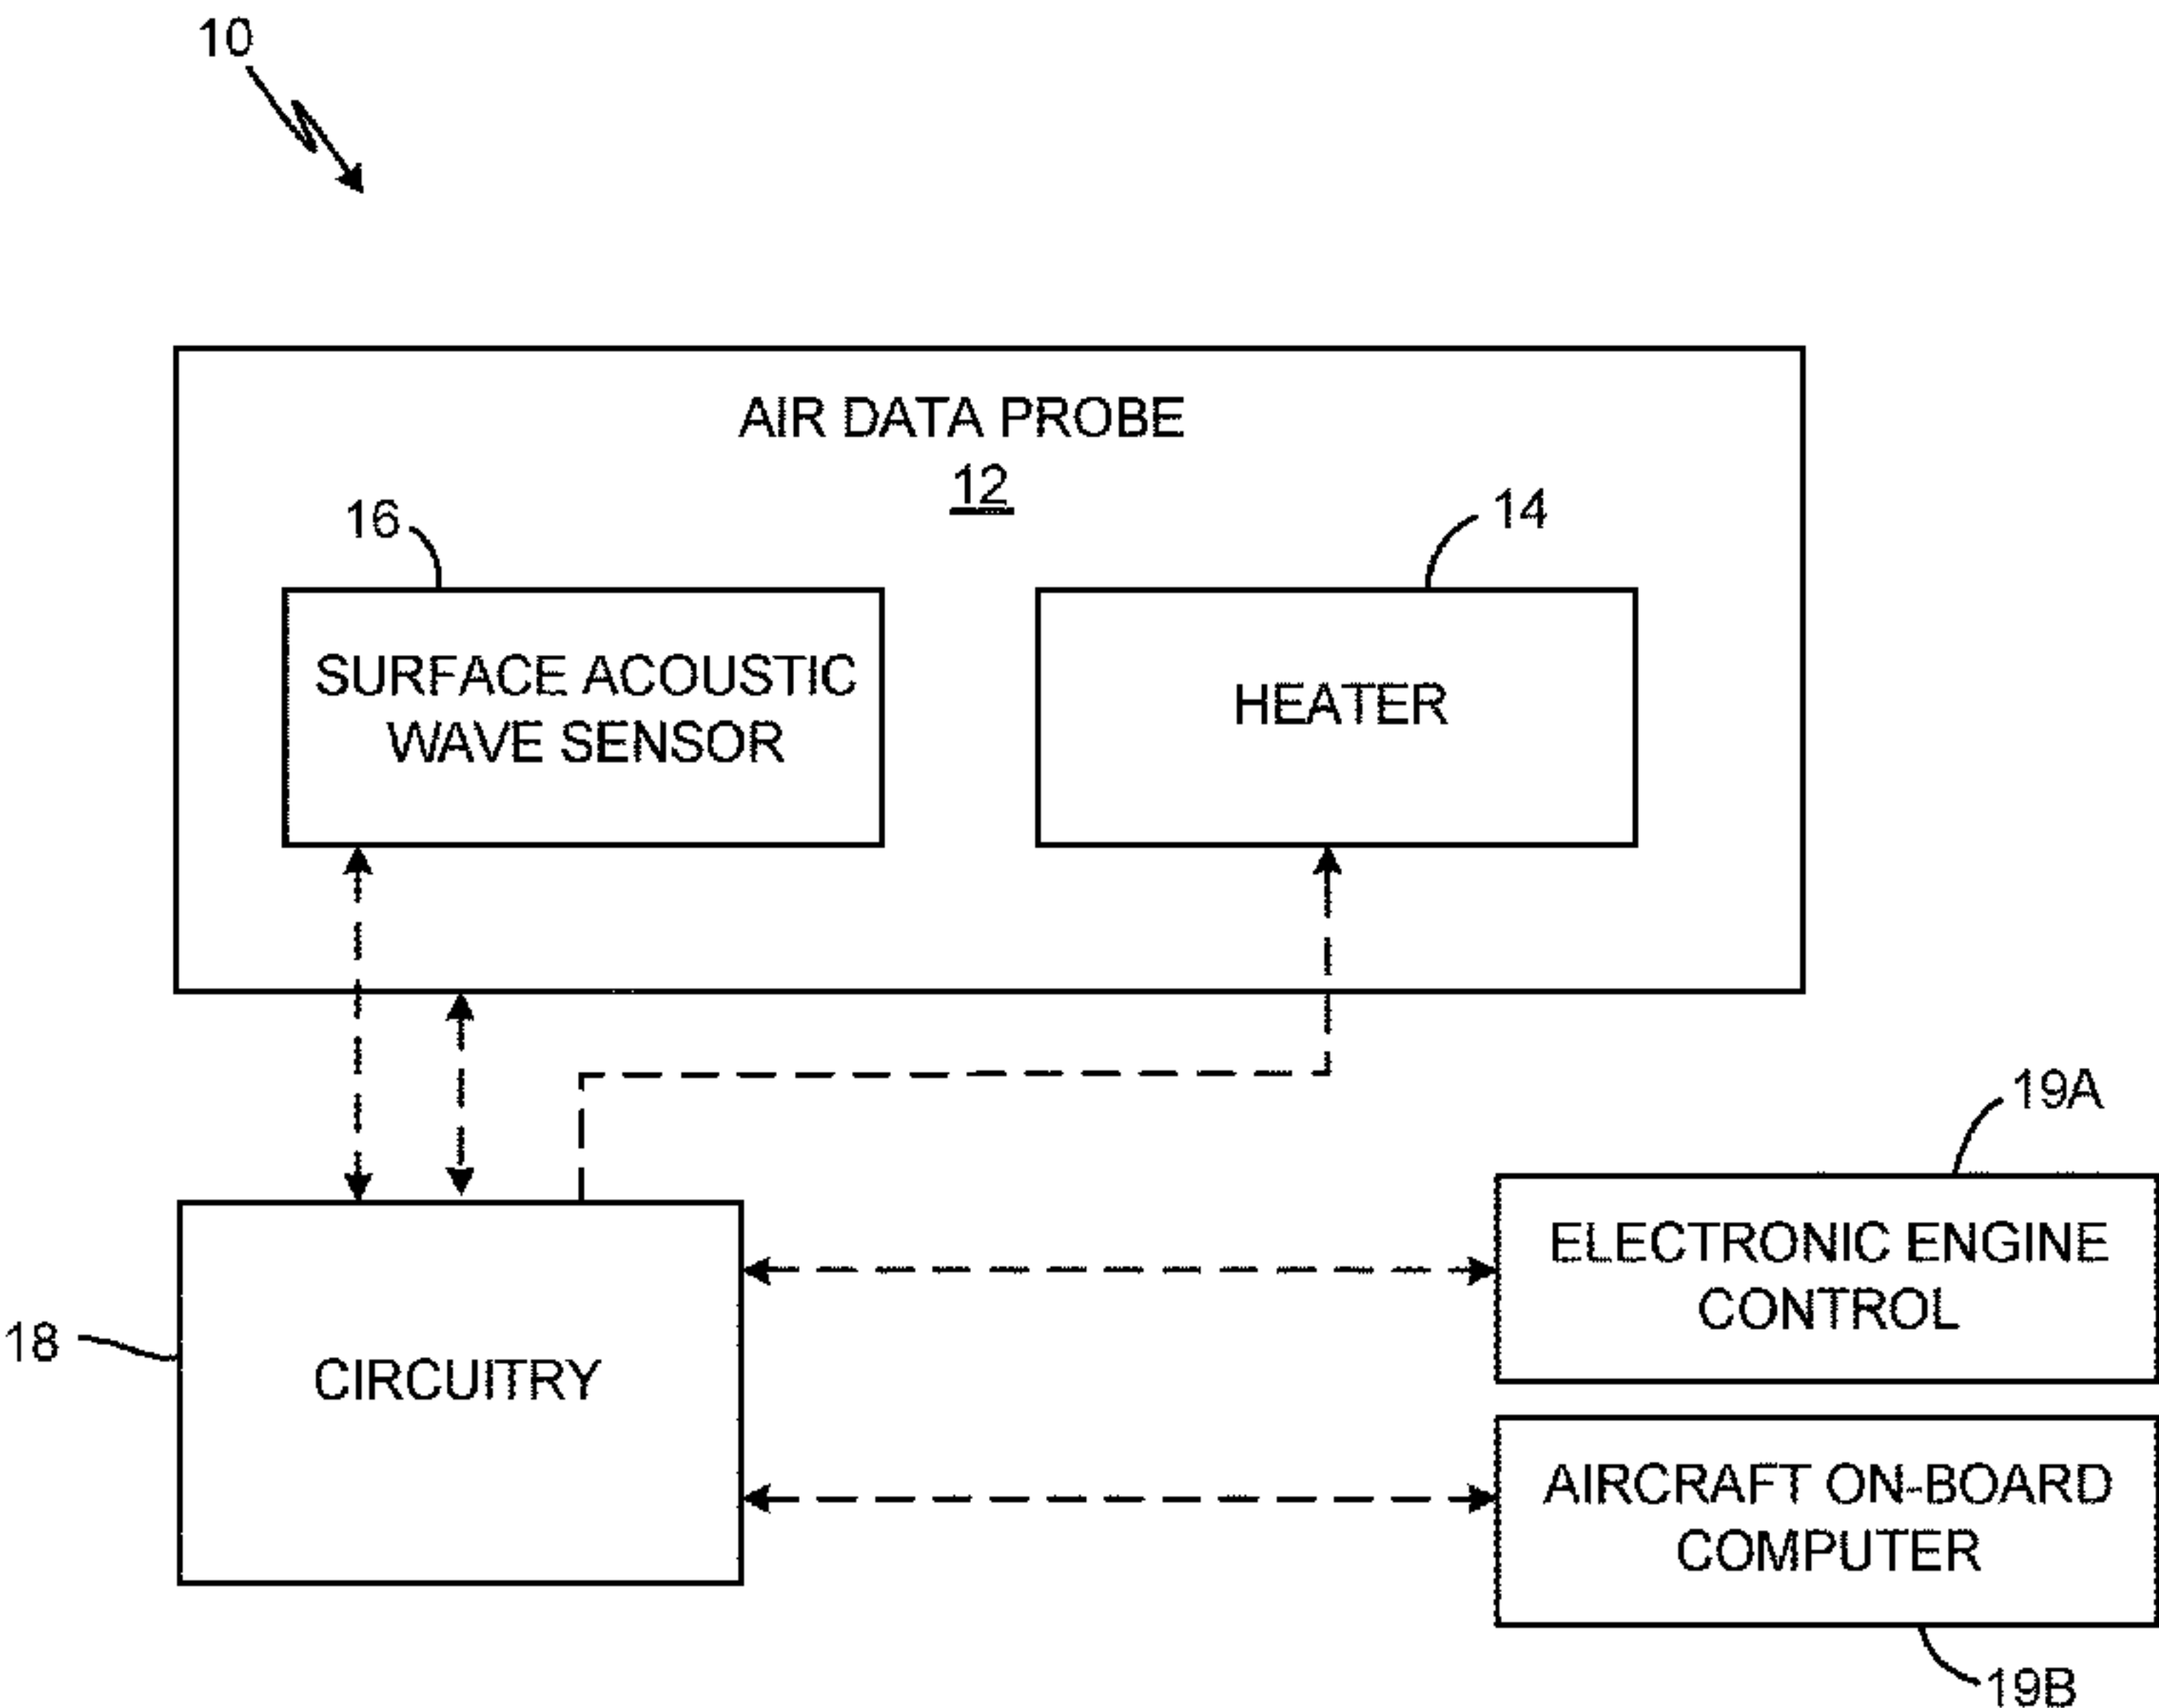 10
AIR DATA PROBE
12
16
14
SURFACE ACOUSTIC
WAVE SENSOR
HEATER
19A
ELECTRONIC ENGINE
CONTROL
18
CIRCUITRY
AIRCRAFT ON-BOARD
COMPUTER
19B